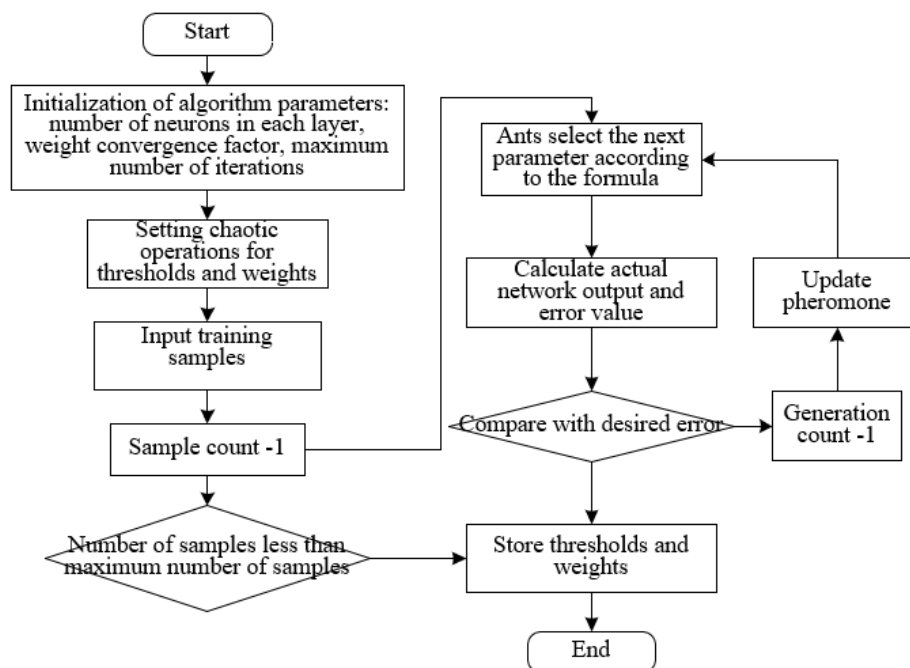 Start
Initialization of algorithm parameters:
number of neurons in each layer,
weight convergence factor, maximum
number of iterations
Setting chaotic
operations for
thresholds and weights
Input training
samples
Sample count -1
Number of samples less than
maximum number of samples
Ants select the next
parameter according
to the formula
Calculate actual
network output and
error value
Compare with desired error
Generation
count -1
Update
pheromone
Store thresholds and
weights
End